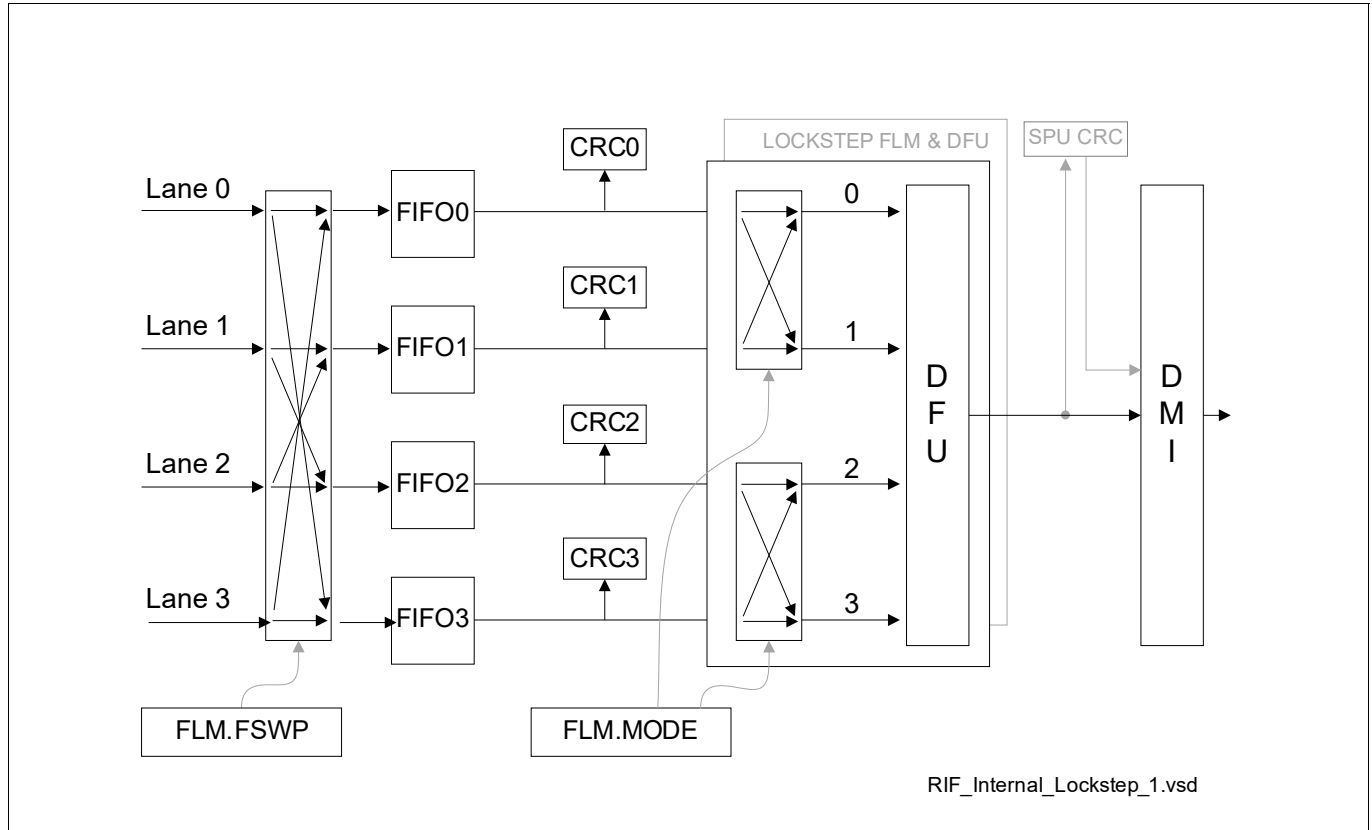 LOCKSTEP FLM & DFU
SPU CRC
CRC0
Lane 0
FIFO0
0
CRC1
Lane 1
FIFO1
1
D
F
U
D
M
I
CRC2
Lane 2
FIFO2
2
CRC3
Lane 3
FIFO3
3
FLM.FSWP
FLM.MODE
RIF_Internal_Lockstep_1.vsd